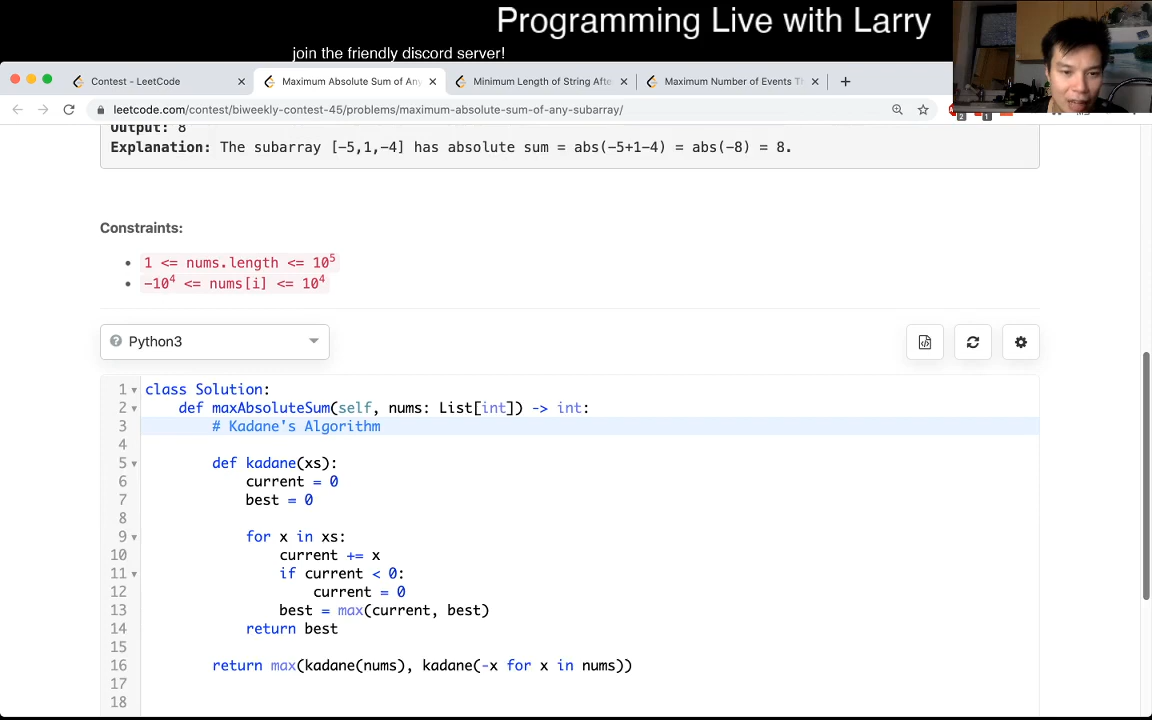 Programming Live with Larry
join the friendly discord server!
Contest - LeetCode
Maximum Absolute Sum of Any
Minimum Length of String Afte
Maximum Number of Events Th
leetcode.com/contest/biweekly-contest-45/problems/maximum-absolute-sum-of-any-subarray/
Output: 8
Explanation: The subarray [-5,1,-4] has absolute sum = abs(-5+1-4) = abs(-8) = 8.
Constraints:
• 1 <= nums.length <= 10^5
• -10^4 <= nums[i] <= 10^4
Python3
1 class Solution:
2 def maxAbsoluteSum(self, nums: List[int]) -> int:
3 # Kadane's Algorithm
4
5 def kadane(xs):
6 current = 0
7 best = 0
8
9 for x in xs:
10 current += x
11 if current < 0:
12 current = 0
13 best = max(current, best)
14 return best
15
16 return max(kadane(nums), kadane(-x for x in nums))
17
18